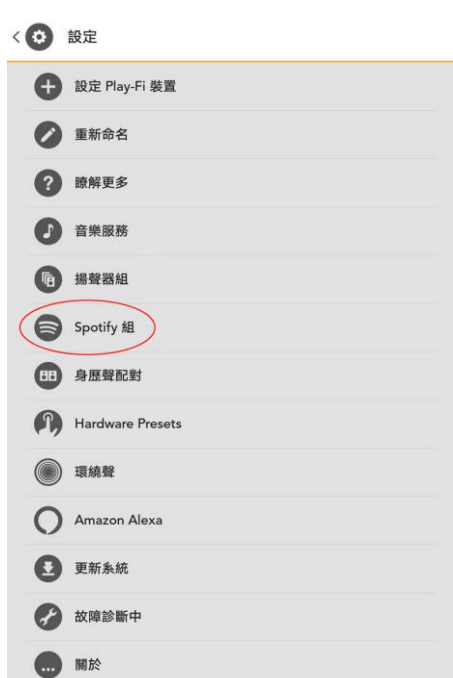 設定
設定 Play-Fi 裝置
重新命名
瞭解更多
音樂服務
揚聲器組
Spotify 組
身歷聲配對
Hardware Presets
環繞聲
Amazon Alexa
更新系統
故障診斷中
關於